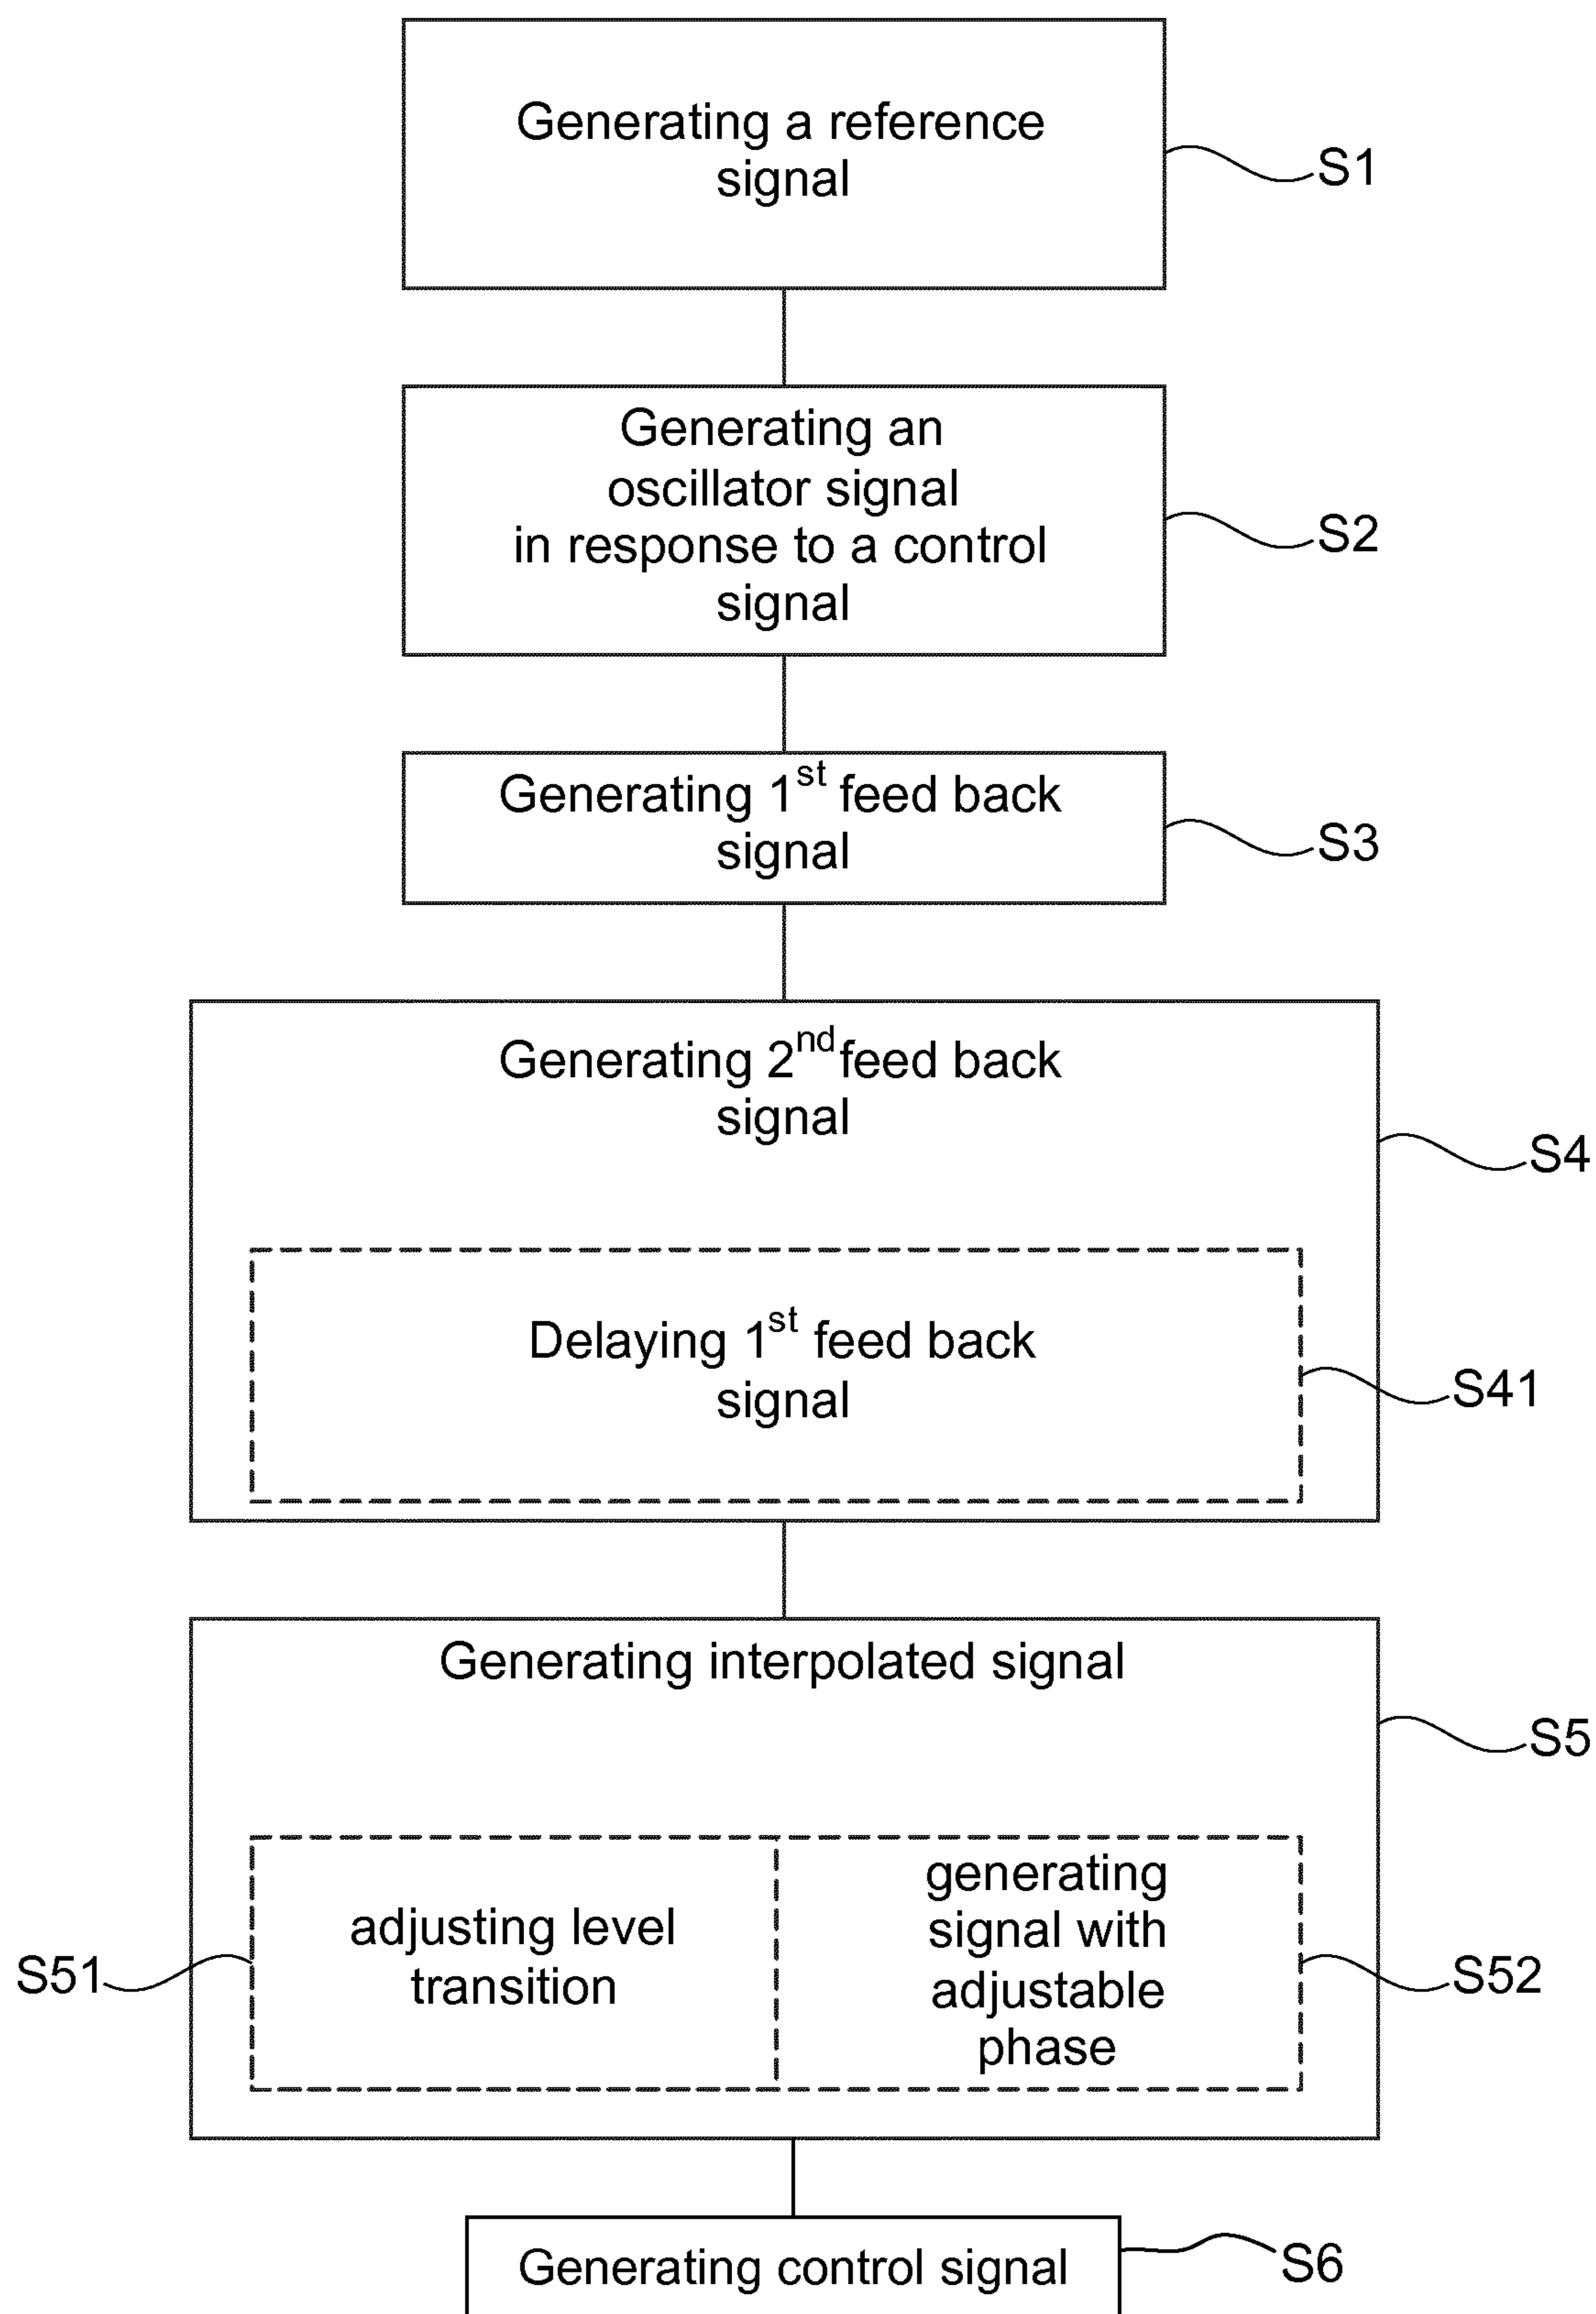 Generating a reference
signal
S1
Generating an
oscillator signal
in response to a control
signal
S2
Generating 1st feed back
signal
S3
Generating 2nd feed back
signal
S4
Delaying 1st feed back
signal
S41
Generating interpolated signal
S5
adjusting level
transition
S51
generating
signal with
adjustable
phase
S52
Generating control signal
S6